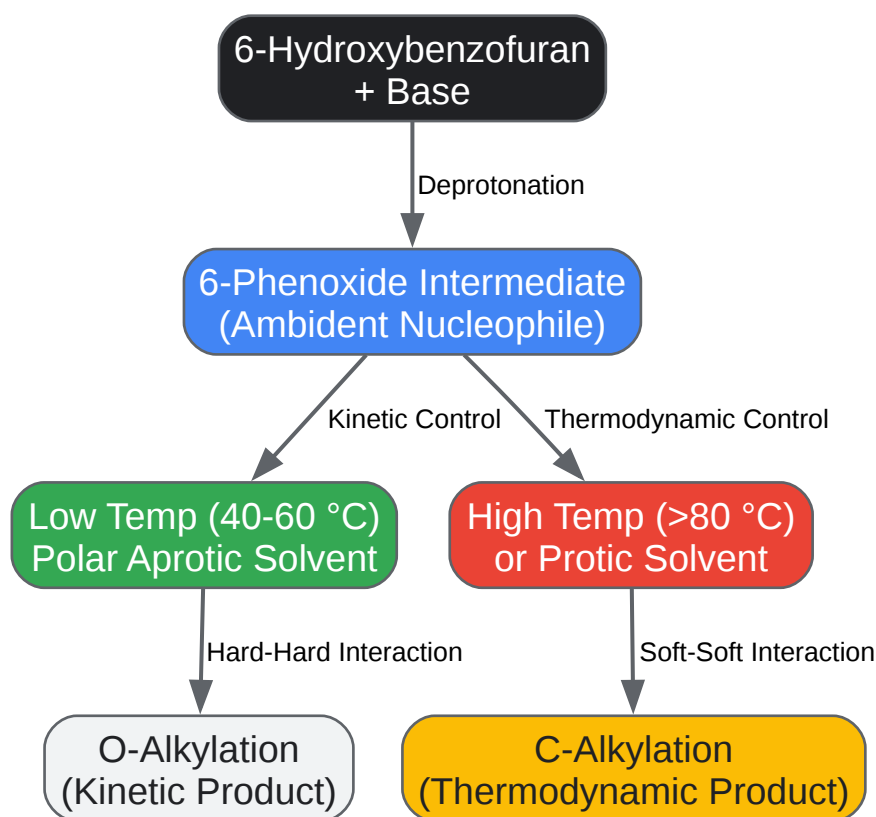 6-Hydroxybenzofuran
+ Base
Deprotonation
6-Phenoxide Intermediate
(Ambident Nucleophile)
Kinetic Control
Thermodynamic Control
Low Temp (40-60 °C)
Polar Aprotic Solvent
High Temp (>80 °C)
or Protic Solvent
Hard-Hard Interaction
Soft-Soft Interaction
O-Alkylation
(Kinetic Product)
C-Alkylation
(Thermodynamic Product)